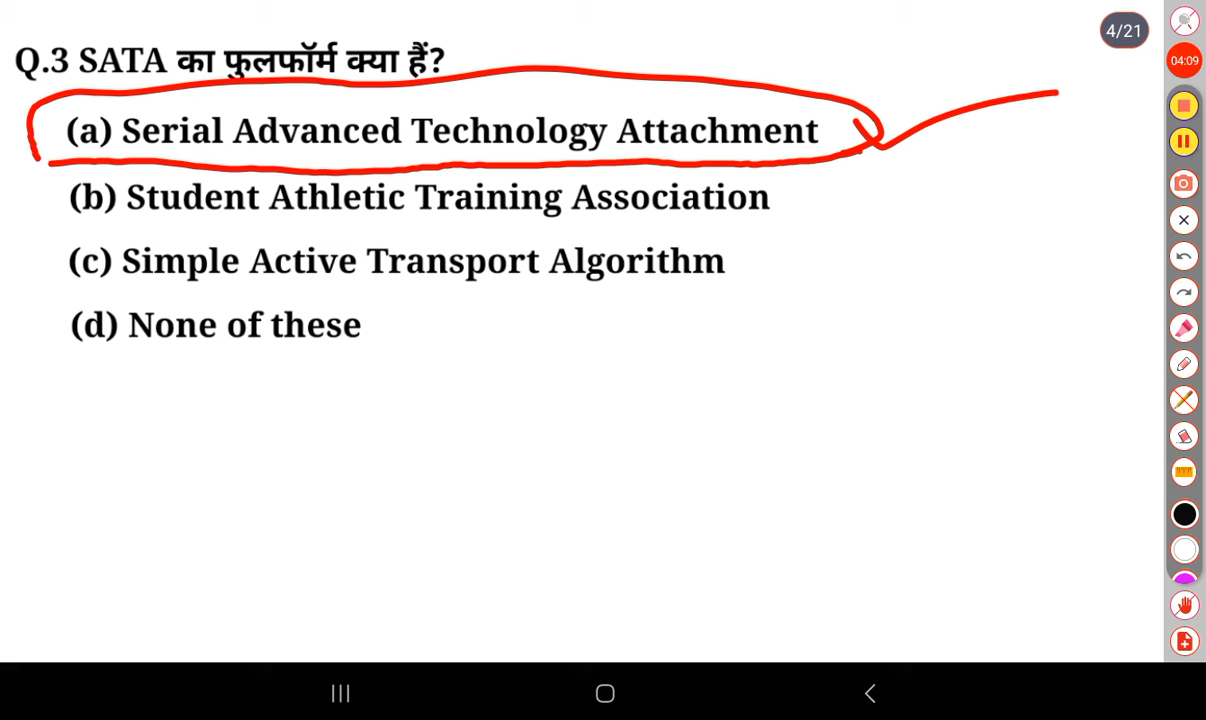 4/21
Q.3 SATA का फुलफॉर्म क्या हैं?
04:09
(a) Serial Advanced Technology Attachment
(b) Student Athletic Training Association
(c) Simple Active Transport Algorithm
(d) None of these